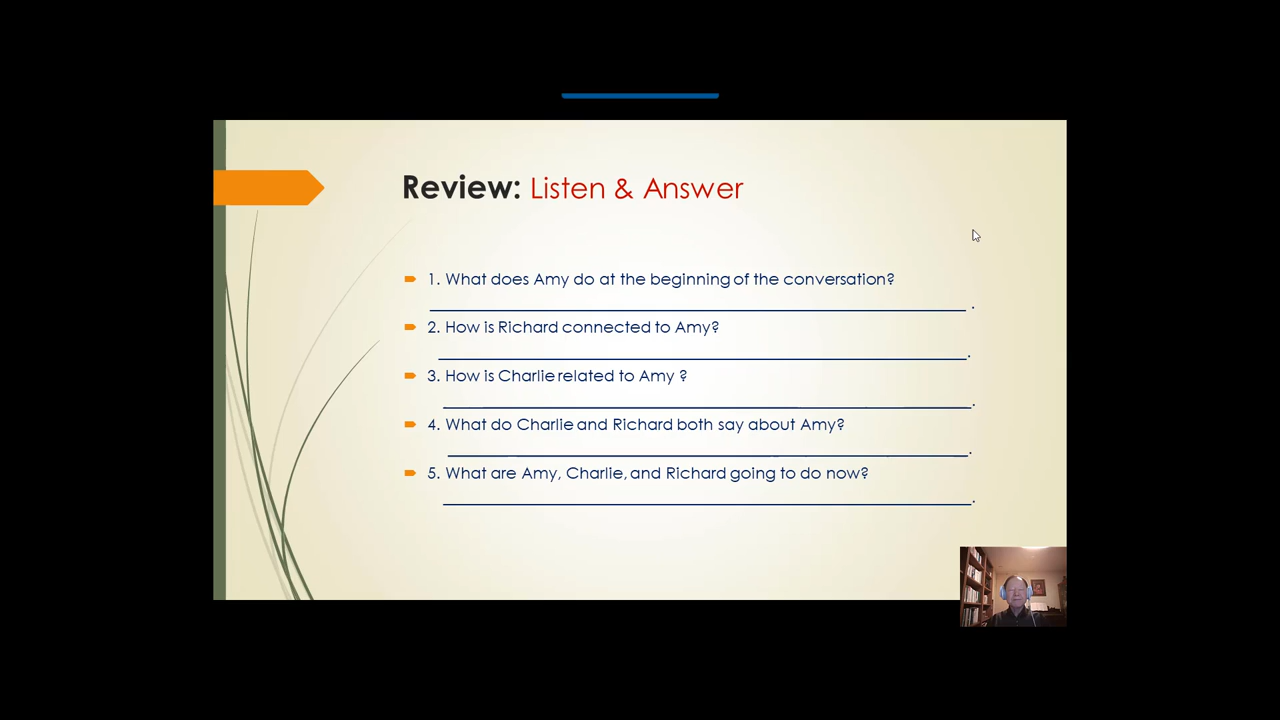 Review: Listen & Answer
1. What does Amy do at the beginning of the conversation?
.
2. How is Richard connected to Amy?
.
3. How is Charlie related to Amy ?
.
4. What do Charlie and Richard both say about Amy?
.
5. What are Amy, Charlie, and Richard going to do now?
.